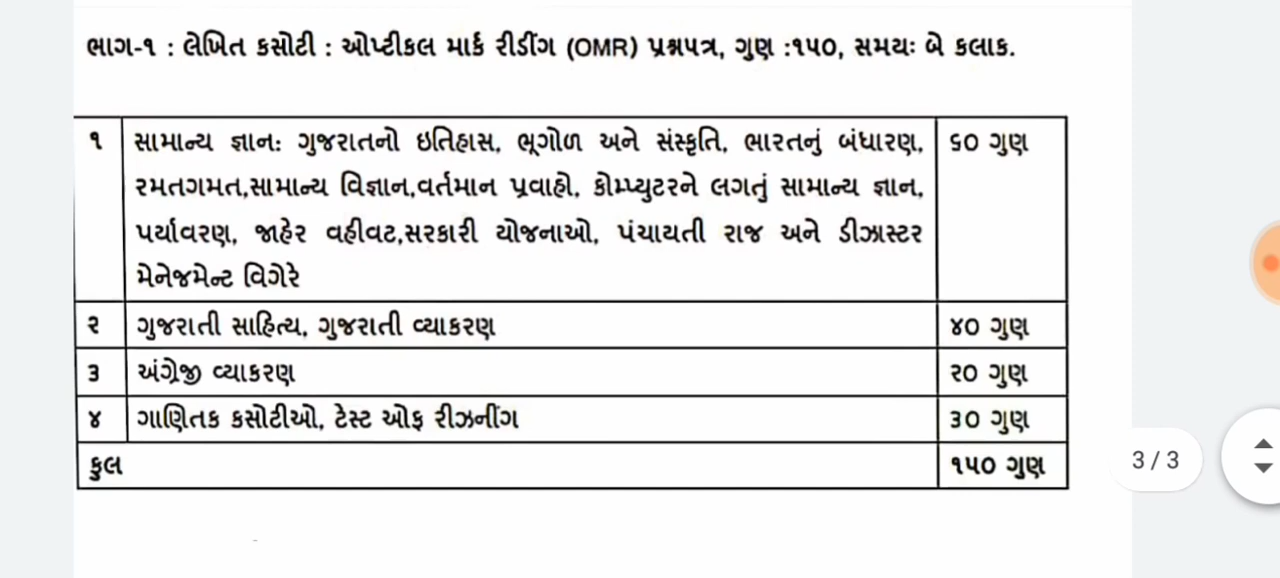 ભાગ-૧ : લેખિત કસોટી : ઓપ્ટીકલ માર્ક રીડીંગ (OMR) પ્રશ્નપત્ર, ગુણ :૧૫૦, સમયઃ બે કલાક.
૧ સામાન્ય જ્ઞાનઃ ગુજરાતનો ઇતિહાસ, ભૂગોળ અને સંસ્કૃતિ, ભારતનું બંધારણ, ૬૦ ગુણ
રમતગમત,સામાન્ય વિજ્ઞાન,વર્તમાન પ્રવાહો, કોમ્પ્યુટરને લગતું સામાન્ય જ્ઞાન,
પર્યાવરણ, જાહેર વહીવટ,સરકારી યોજનાઓ, પંચાયતી રાજ અને ડીઝાસ્ટર
મેનેજમેન્ટ વિગેરે
૨ ગુજરાતી સાહિત્ય, ગુજરાતી વ્યાકરણ ૪૦ ગુણ
૩ અંગ્રેજી વ્યાકરણ ૨૦ ગુણ
૪ ગાણિતક કસોટીઓ, ટેસ્ટ ઓફ રીઝનીંગ ૩૦ ગુણ
કુલ ૧૫૦ ગુણ
3 / 3